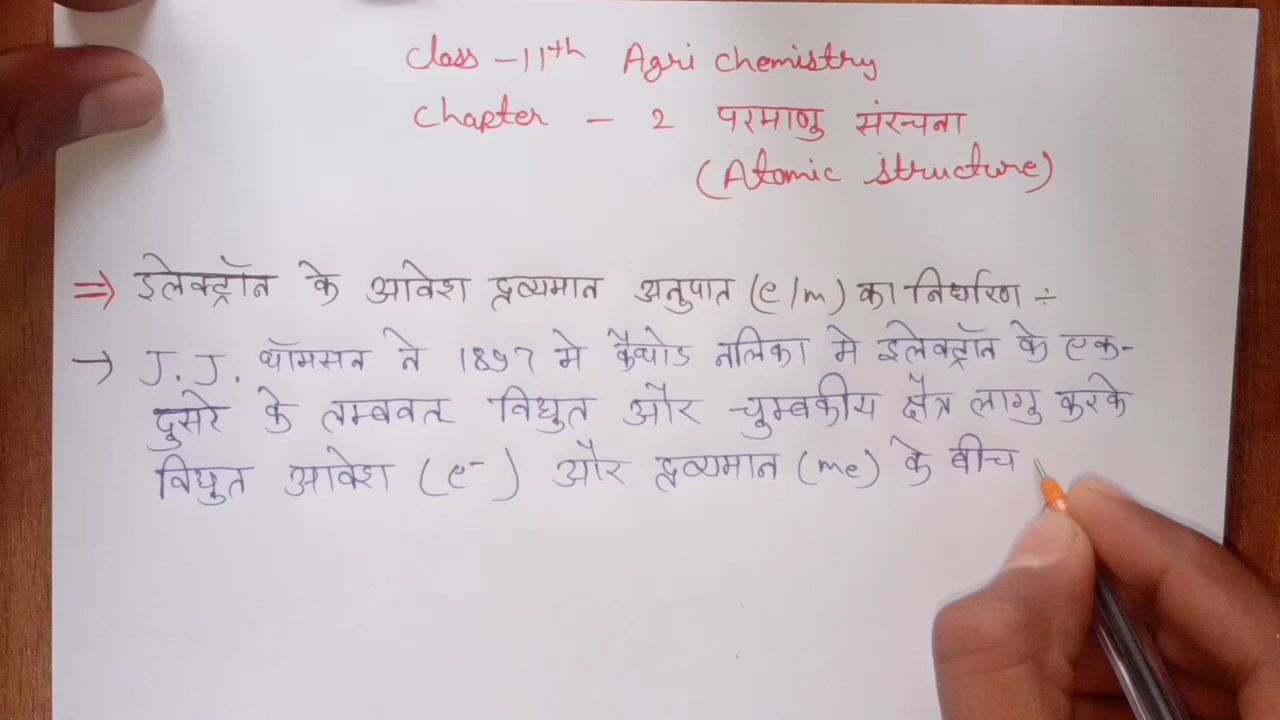 Class - 11th Agri chemistry
Chapter - 2 परमाणु संरचना
(Atomic structure)
⇒ इलेक्ट्रॉन के आवेश द्रव्यमान अनुपात (e/m) का निर्धारण ÷
→ J. J. थॉमसन ने 1897 मे कैथोड नलिका मे इलेक्ट्रॉन के एक-
दुसरे के लम्बवत विधुत और चुम्बकीय क्षैत्र लागु करके
विधुत आवेश (e-) और द्रव्यमान (me) के बीच